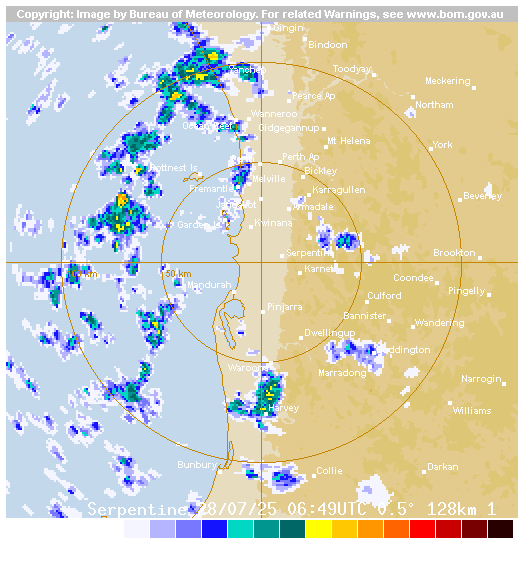 Copyright: Image by Bureau of Meteorology. For related Warnings, see www.bom.gov.au
Gingin
Bindoon
Yanchep
Toodyay
Meckering
Pearce Ap
Northam
Wanneroo
Gidgegannup
Mt Helena
York
Perth Ap
Rottnest Is
Bickley
Melville
Fremantle
Karragullen
Beverley
Armadale
Garden Is
Kwinana
Serpentine
Brookton
Karnet
50 km
Mandurah
Coondee
Pingelly
Culford
Pinjarra
Bannister
Wandering
Dwellingup
Waroona
Marradong
Narrogin
Harvey
Williams
Bunbury
Collie
Darkan
Serpentine 28/07/25 06:49UTC 0.5° 128km 1